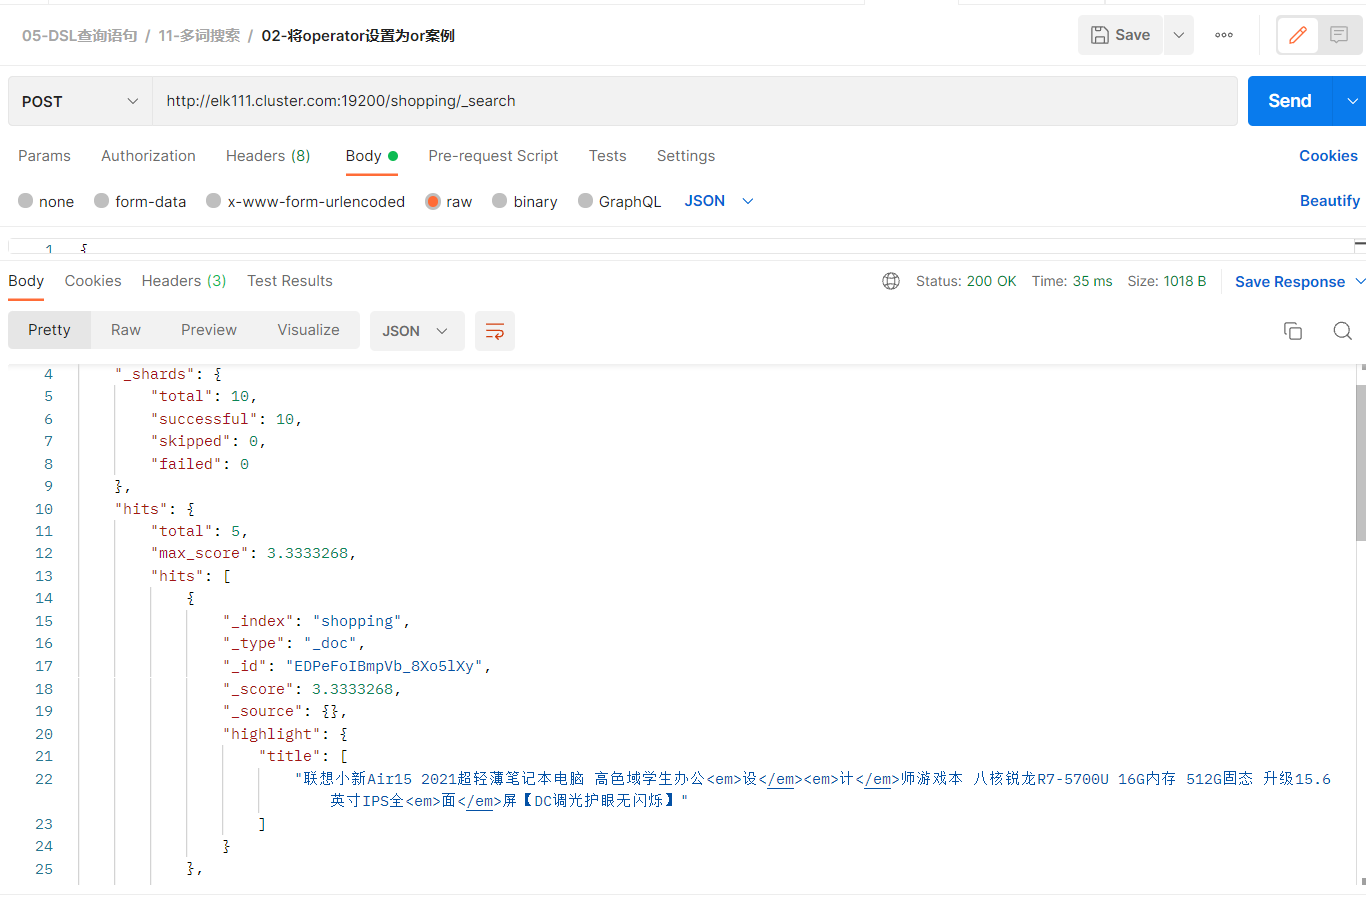 05-DSL查询语句 / 11-多词搜索 / 02-将operator设置为or案例
Save
POST
http://elk111.cluster.com:19200/shopping/_search
Send
Params Authorization Headers (8) Body Pre-request Script Tests Settings Cookies
none form-data x-www-form-urlencoded raw binary GraphQL JSON Beautify
1 {
Body Cookies Headers (3) Test Results Status: 200 OK Time: 35 ms Size: 1018 B Save Response
Pretty Raw Preview Visualize JSON
4 "_shards": {
5 "total": 10,
6 "successful": 10,
7 "skipped": 0,
8 "failed": 0
9 },
10 "hits": {
11 "total": 5,
12 "max_score": 3.3333268,
13 "hits": [
14 {
15 "_index": "shopping",
16 "_type": "_doc",
17 "_id": "EDPeFoIBmpVb_8Xo5lXy",
18 "_score": 3.3333268,
19 "_source": {},
20 "highlight": {
21 "title": [
22 "联想小新Air15 2021超轻薄笔记本电脑 高色域学生办公<em>设</em><em>计</em>师游戏本 八核锐龙R7-5700U 16G内存 512G固态 升级15.6
英寸IPS全<em>面</em>屏【DC调光护眼无闪烁】"
23 ]
24 }
25 },